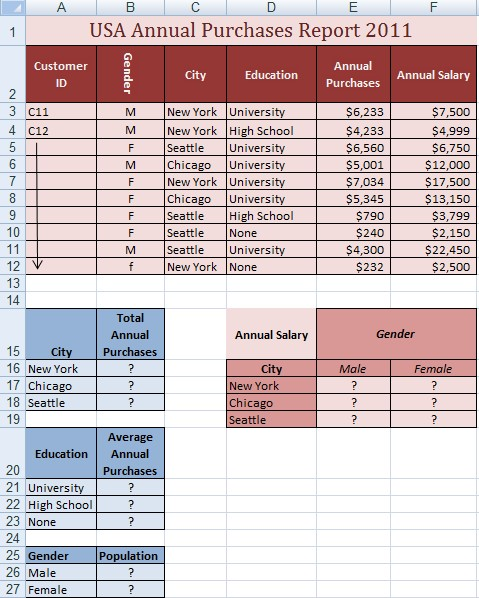 A B C D E F
1 USA Annual Purchases Report 2011
2 Customer ID Gender City Education Annual Purchases Annual Salary
3 C11 M New York University $6,233 $7,500
4 C12 M New York High School $4,233 $4,999
5 F Seattle University $6,560 $6,750
6 M Chicago University $5,001 $12,000
7 F New York University $7,034 $17,500
8 F Chicago University $5,345 $13,150
9 F Seattle High School $790 $3,799
10 F Seattle None $240 $2,150
11 M Seattle University $4,300 $22,450
12 f New York None $232 $2,500
13
14
15 City Total Annual Purchases Annual Salary Gender
16 New York ? City Male Female
17 Chicago ? New York ? ?
18 Seattle ? Chicago ? ?
19 Seattle ? ?
20 Education Average Annual Purchases
21 University ?
22 High School ?
23 None ?
24
25 Gender Population
26 Male ?
27 Female ?